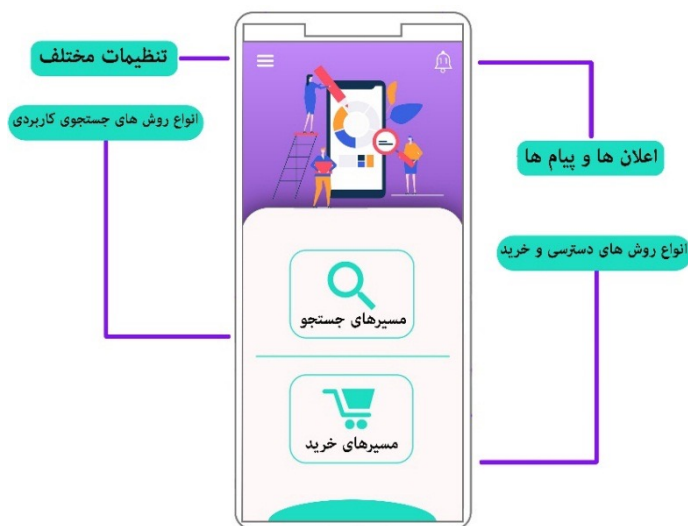 تنظیمات مختلف
انواع روش های جستجوی کاربردی
اعلان ها و پیام ها
انواع روش های دسترسی و خرید
مسیرهای جستجو
مسیرهای خرید